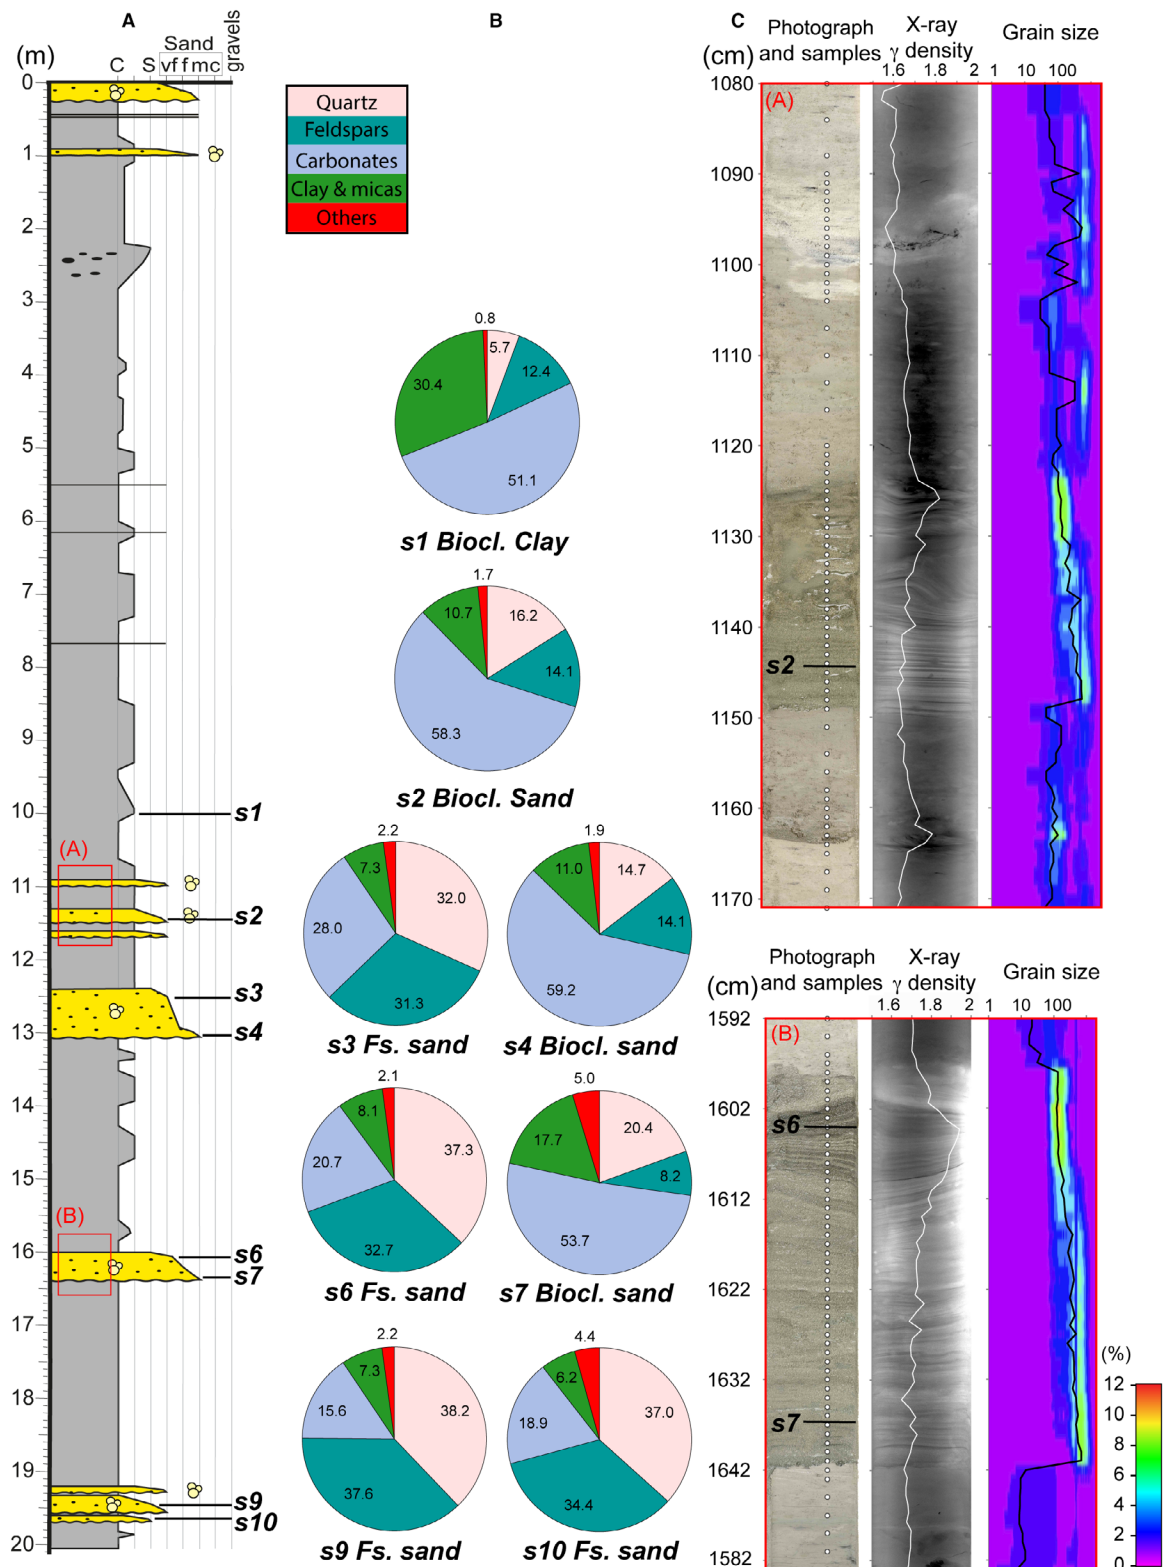 A
B
C
(m)
Sand
gravels
C
S
vf
f
m
c
0
1
2
3
4
5
6
7
8
9
10
11
12
13
14
15
16
17
18
19
20
(A)
(B)
s1
s2
s3
s4
s6
s7
s9
s10
Quartz
Feldspars
Carbonates
Clay & micas
Others
0.8
5.7
12.4
30.4
51.1
s1 Biocl. Clay
1.7
10.7
16.2
14.1
58.3
s2 Biocl. Sand
2.2
7.3
32.0
28.0
31.3
s3 Fs. sand
1.9
11.0
14.7
14.1
59.2
s4 Biocl. sand
2.1
8.1
37.3
20.7
32.7
s6 Fs. sand
5.0
17.7
20.4
8.2
53.7
s7 Biocl. sand
2.2
7.3
38.2
15.6
37.6
s9 Fs. sand
4.4
6.2
37.0
18.9
34.4
s10 Fs. sand
Photograph
and samples
X-ray
γ density
Grain size
(cm)
1.6 1.8 2
1 10 100
1080
(A)
1090
1100
1110
1120
1130
1140
s2
1150
1160
1170
Photograph
and samples
X-ray
γ density
Grain size
(cm)
1.6 1.8 2
1 10 100
1592
(B)
1602
s6
1612
1622
1632
s7
1642
1582
(%)
12
10
8
6
4
2
0